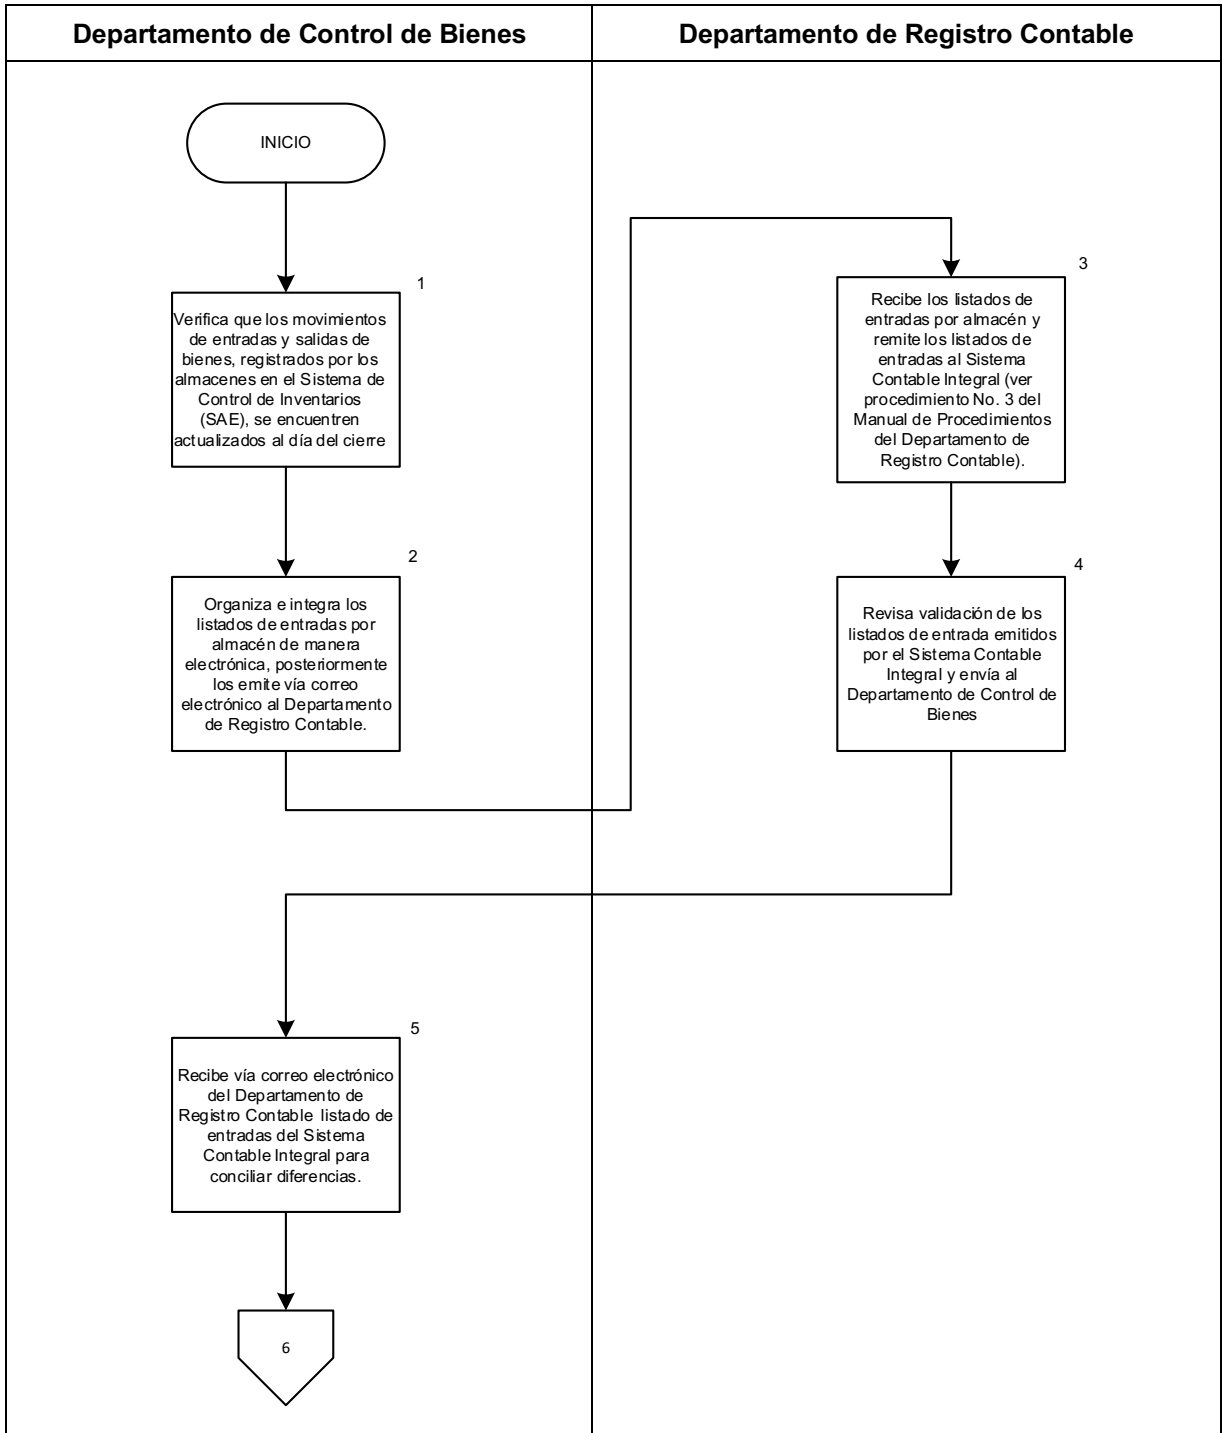 Departamento de Control de Bienes
Departamento de Registro Contable
INICIO
1
Verifica que los movimientos
de entradas y salidas de
bienes, registrados por los
almacenes en el Sistema de
Control de Inventarios
(SAE), se encuentren
actualizados al día del cierre
2
Organiza e integra los
listados de entradas por
almacén de manera
electrónica, posteriormente
los emite vía correo
electrónico al Departamento
de Registro Contable.
3
Recibe los listados de
entradas por almacén y
remite los listados de
entradas al Sistema
Contable Integral (ver
procedimiento No. 3 del
Manual de Procedimientos
del Departamento de
Registro Contable).
4
Revisa validación de los
listados de entrada emitidos
por el Sistema Contable
Integral y envía al
Departamento de Control de
Bienes
5
Recibe vía correo electrónico
del Departamento de
Registro Contable listado de
entradas del Sistema
Contable Integral para
conciliar diferencias.
6